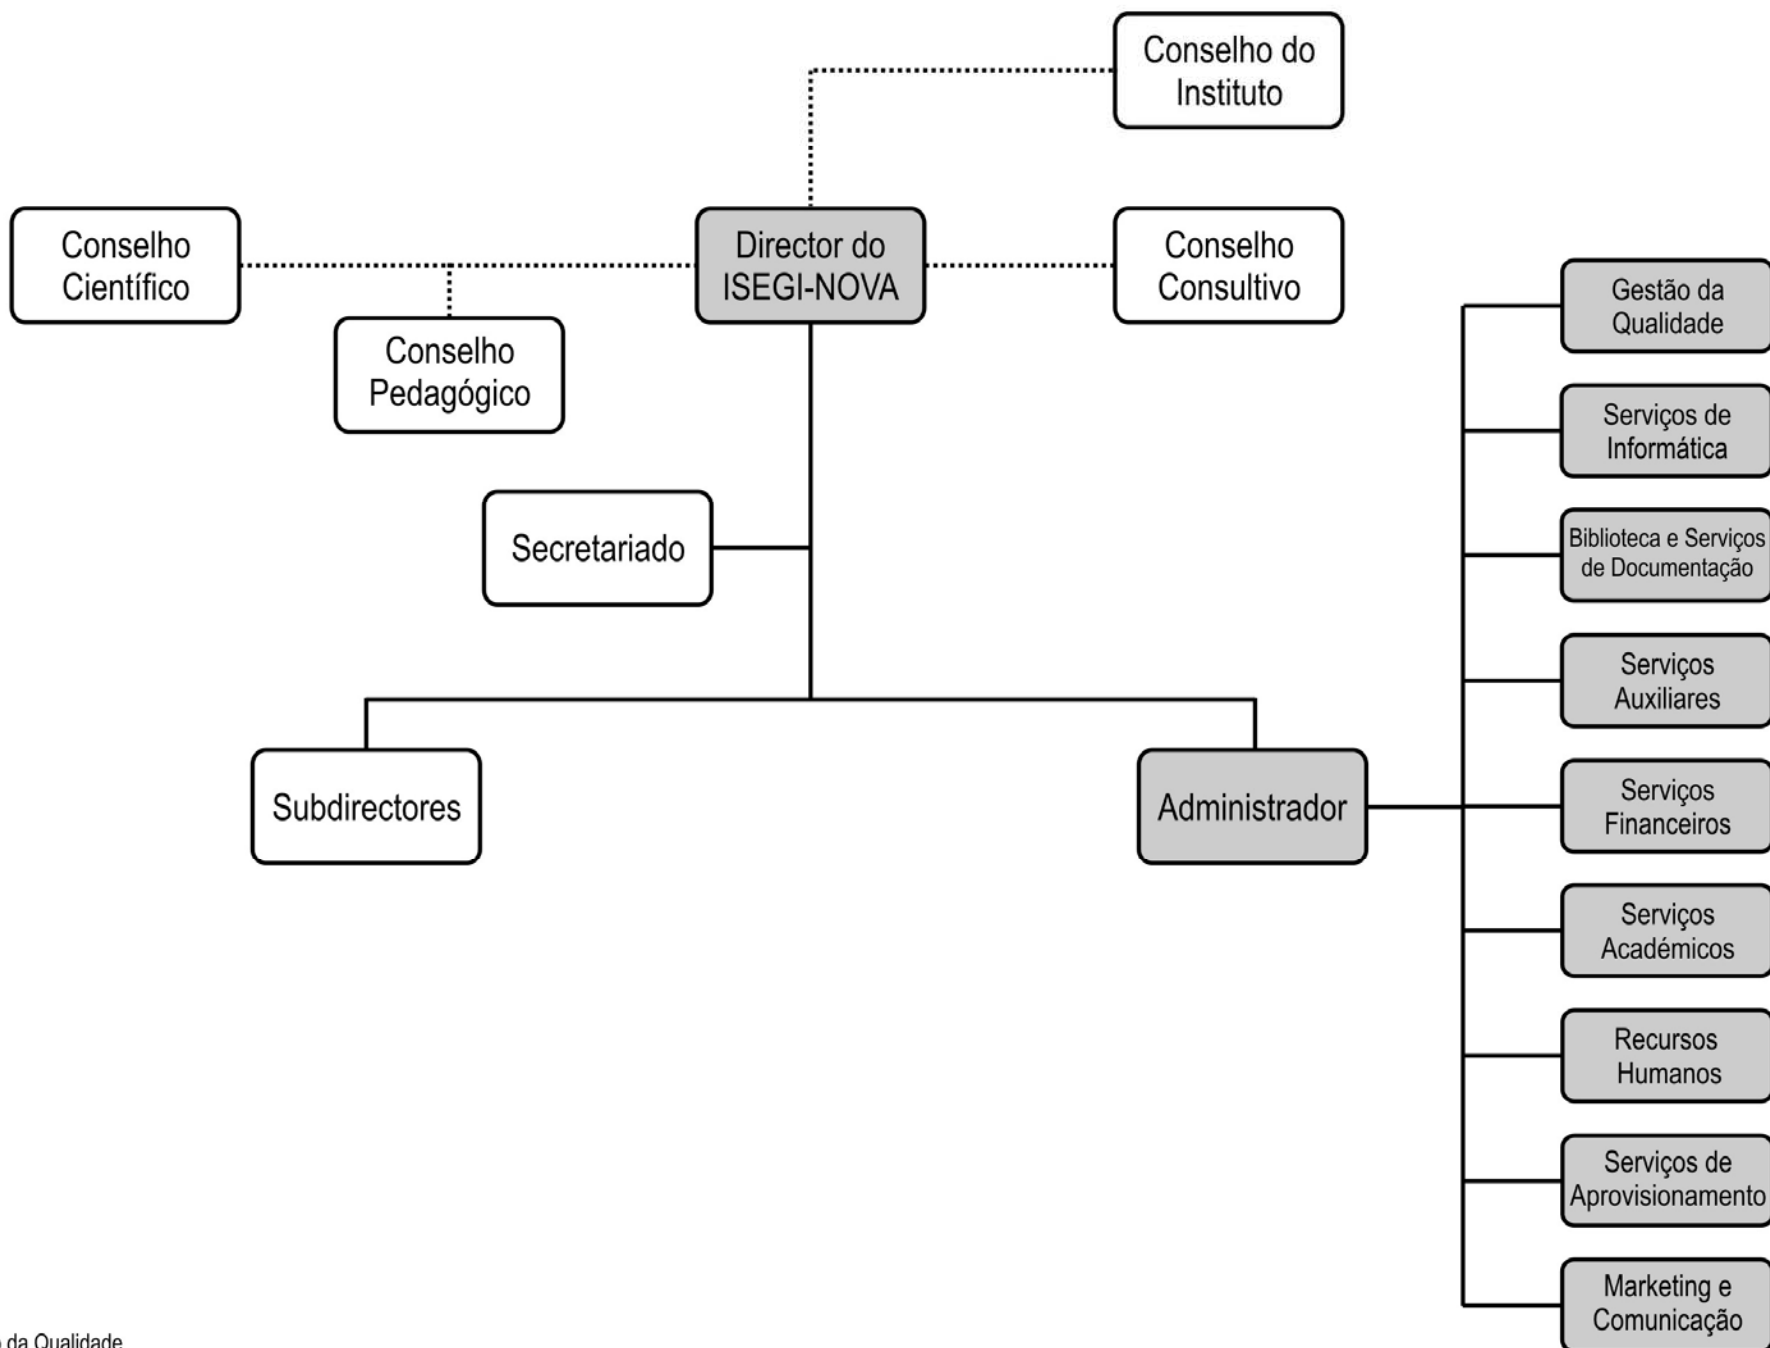 Conselho do
Instituto
Conselho
Científico
Director do
ISEGI-NOVA
Conselho
Consultivo
Conselho
Pedagógico
Secretariado
Subdirectores
Administrador
Gestão da
Qualidade
Serviços de
Informática
Biblioteca e Serviços
de Documentação
Serviços
Auxiliares
Serviços
Financeiros
Serviços
Académicos
Recursos
Humanos
Serviços de
Aprovisionamento
Marketing e
Comunicação
da Qualidade